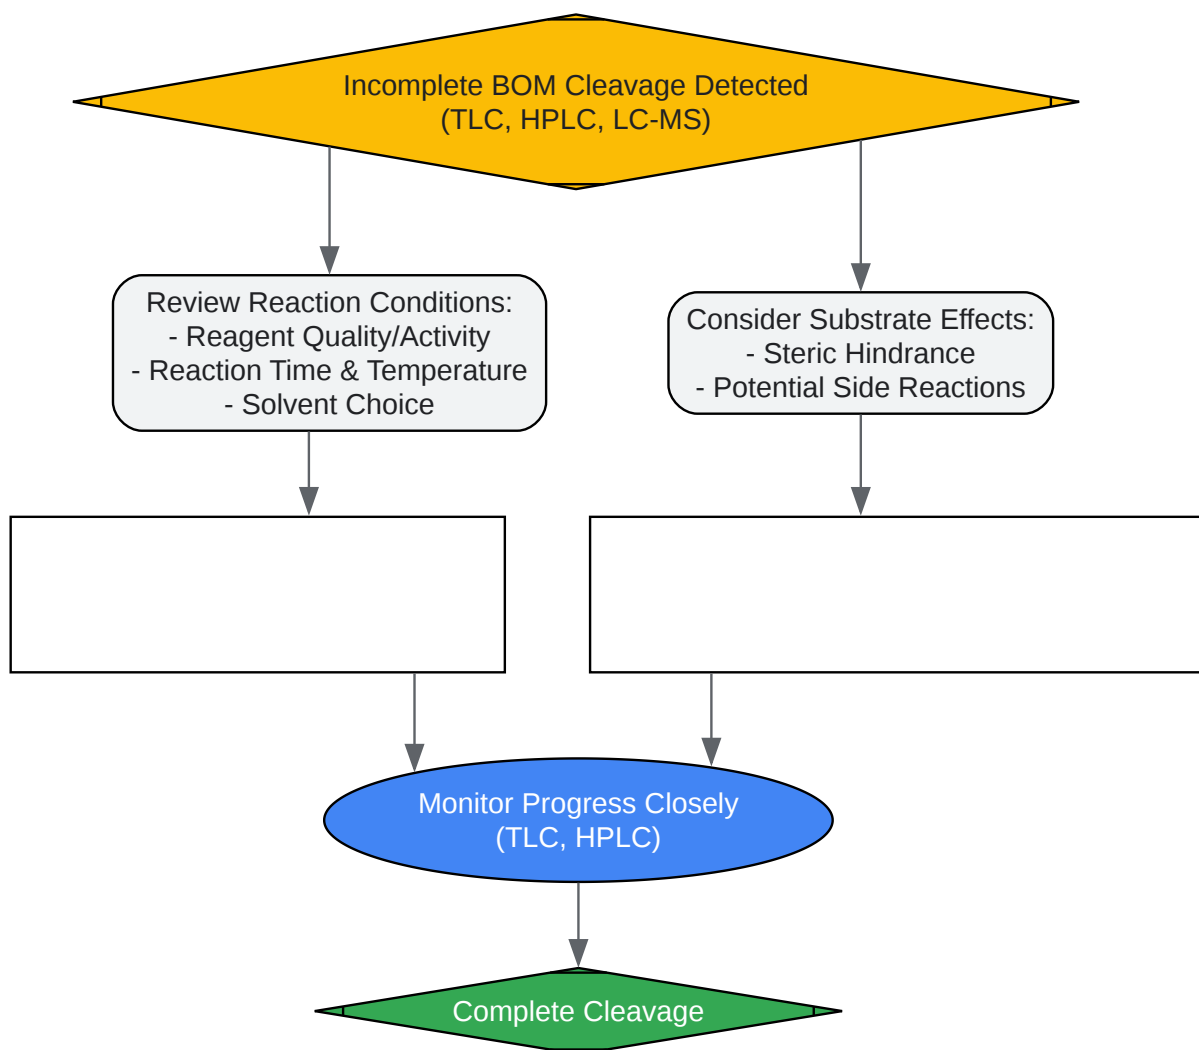 Incomplete BOM Cleavage Detected
(TLC, HPLC, LC-MS)
Review Reaction Conditions:
- Reagent Quality/Activity
- Reaction Time & Temperature
- Solvent Choice
Consider Substrate Effects:
- Steric Hindrance
- Potential Side Reactions
Monitor Progress Closely
(TLC, HPLC)
Complete Cleavage